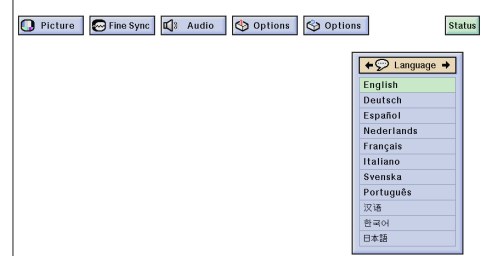 Picture Fine Sync Audio Options Options Status
Language
English
Deutsch
Español
Nederlands
Français
Italiano
Svenska
Português
汉语
한국어
日本語